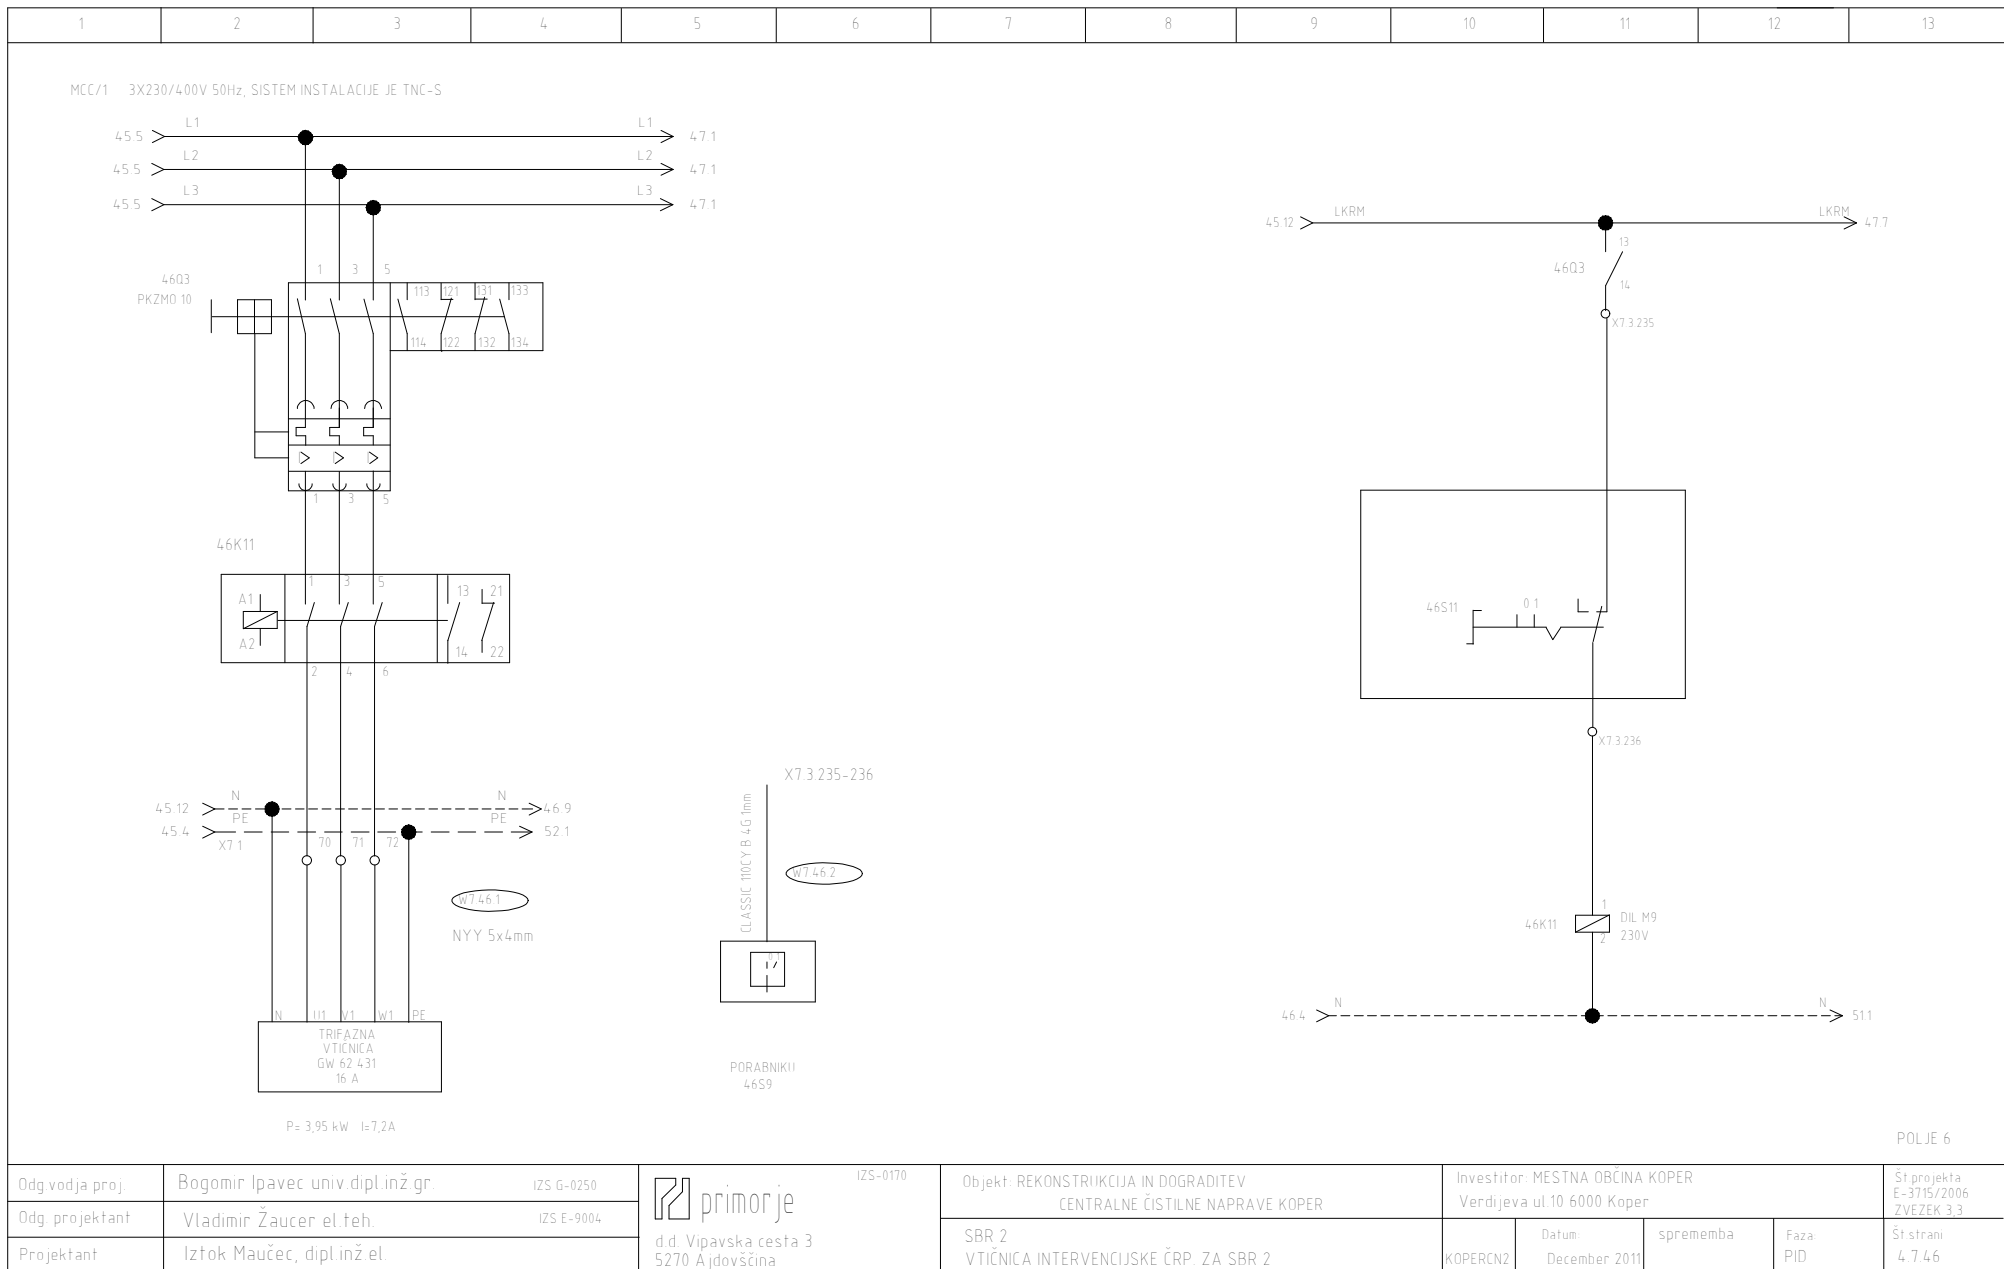 1 2 3 4 5 6 7 8 9 10 11 12 13
MCC/1 3X230/400V 50Hz, SISTEM INSTALACIJE JE TNC-S
45.5 L1 L1 47.1
45.5 L2 L2 47.1
45.5 L3 L3 47.1
45.12 LKRM LKRM 47.7
13
46Q3
14
X7.3.235
1 3 5
46Q3
PKZM0 10
113 121 131 133
114 122 132 134
1 3 5
46K11
1 3 5
A1
A2
13 21
14 22
2 4 6
46S11
0 1
X7.3.236
45.12 N N 46.9
45.4 PE PE 52.1
X7.1 70 71 72
W7.46.1
NYY 5x4mm
X7.3.235-236
CLASSIC 110CY B 4G 1mm
W7.46.2
0 1
PORABNIKU
46S9
46K11
1
2
DIL M9
230V
46.4 N N 51.1
N U1 V1 W1 PE
TRIFAZNA
VTIČNICA
GW 62 431
16 A
P= 3,95 kW I=7,2A
POLJE 6
Odg.vodja proj. Bogomir Ipavec univ.dipl.inž.gr. IZS G-0250
Odg. projektant Vladimir Žaucer el.teh. IZS E-9004
Projektant Iztok Maučec, dipl.inž.el.
IZS-0170
primorje
d.d. Vipavska cesta 3
5270 Ajdovščina
Objekt: REKONSTRUKCIJA IN DOGRADITEV
CENTRALNE ČISTILNE NAPRAVE KOPER
SBR 2
VTIČNICA INTERVENCIJSKE ČRP. ZA SBR 2
Investitor: MESTNA OBČINA KOPER
Verdijeva ul.10 6000 Koper
KOPERCN2
Datum:
December 2011
sprememba
Faza:
PID
Št.projekta
E-3715/2006
ZVEZEK 3,3
Št.strani
4.7.46